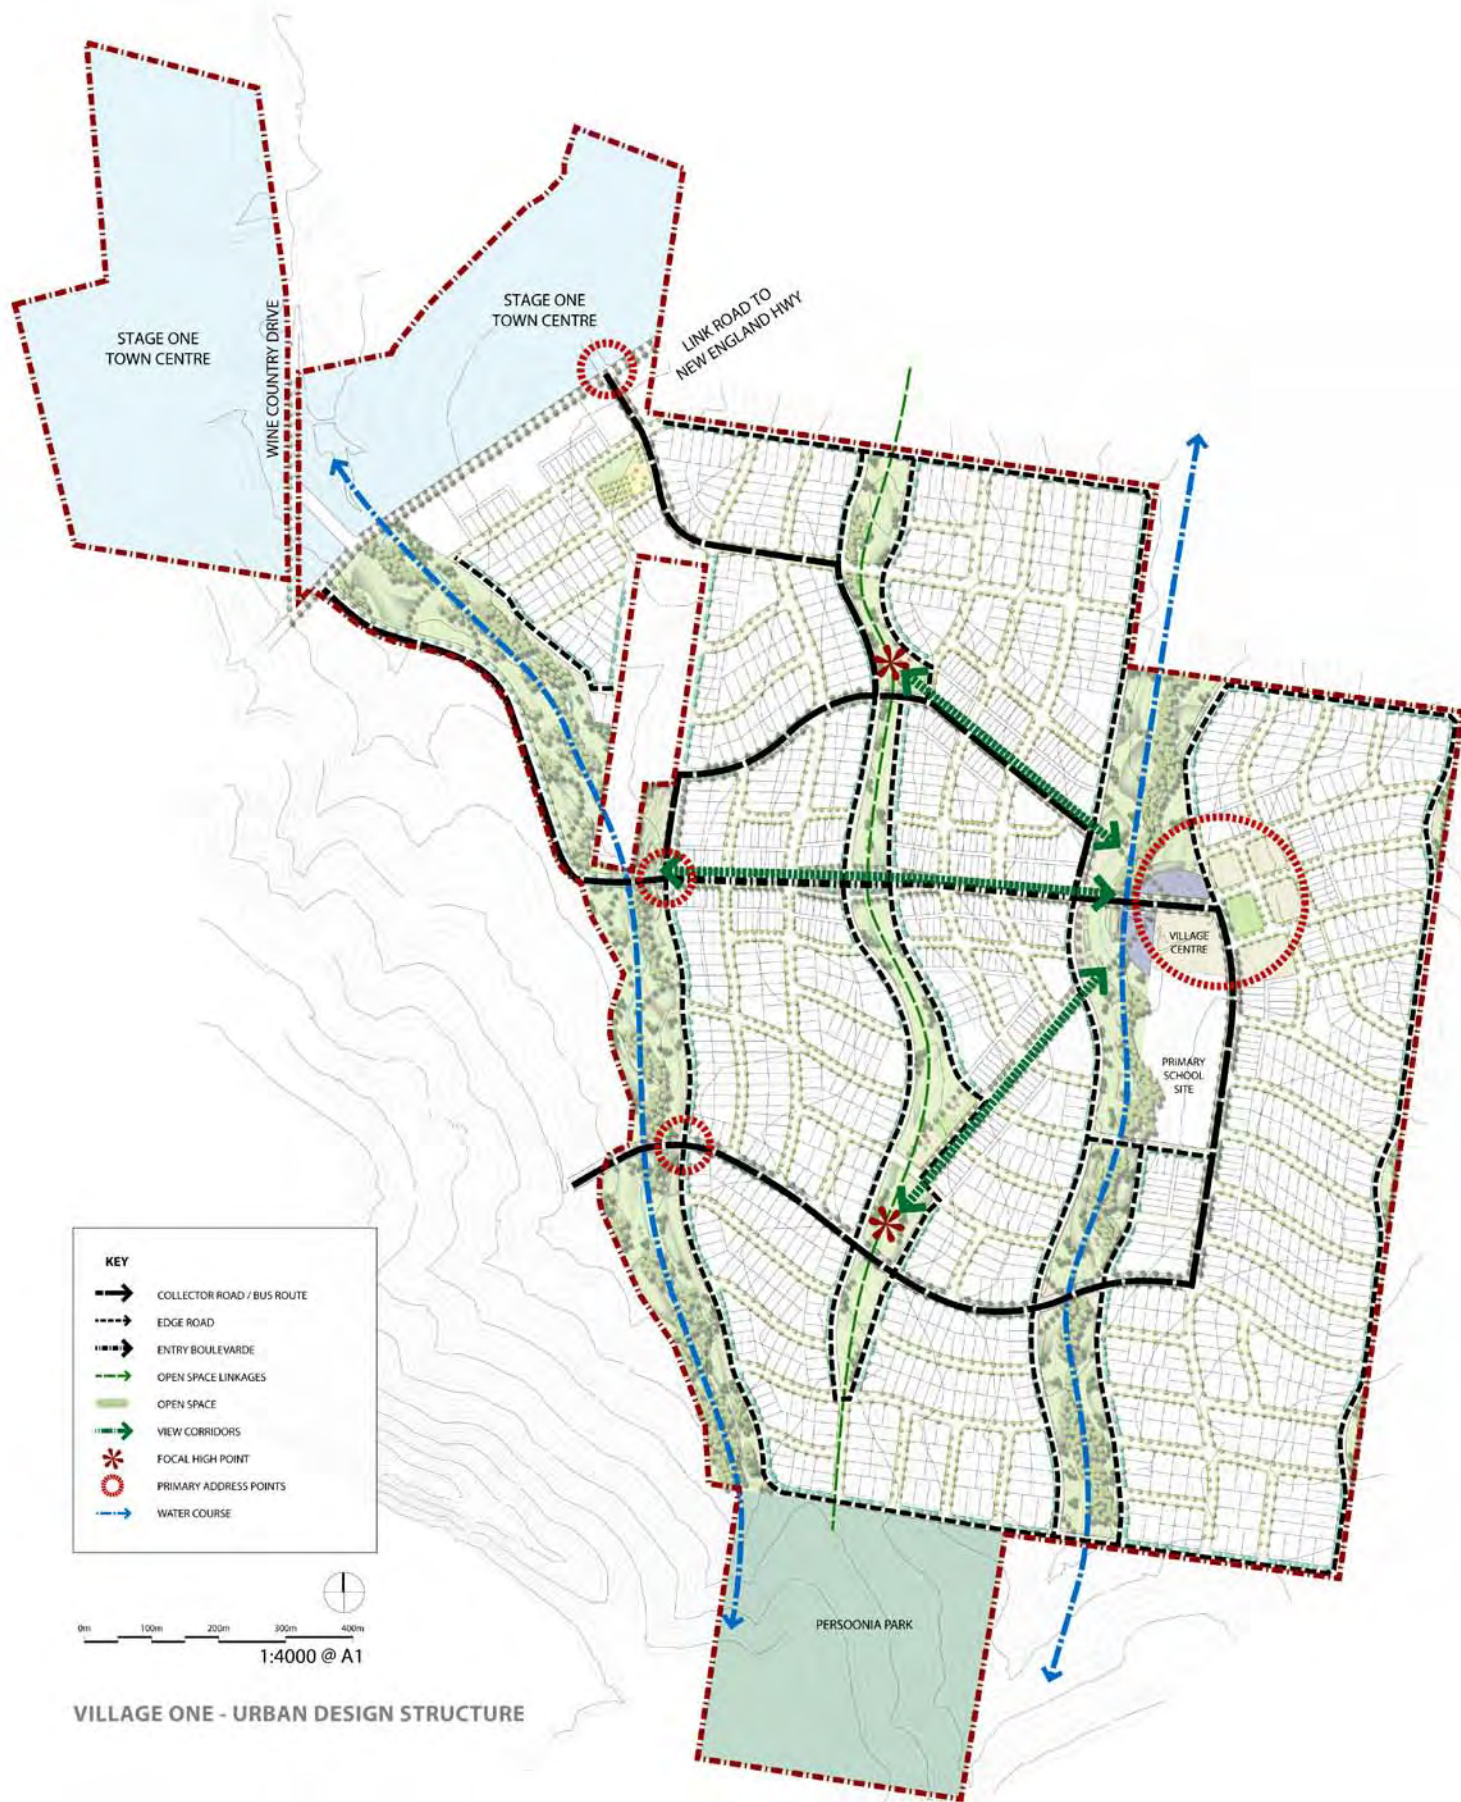 STAGE ONE
TOWN CENTRE
WINE COUNTRY DRIVE
STAGE ONE
TOWN CENTRE
LINK ROAD TO
NEW ENGLAND HWY
VILLAGE
CENTRE
PRIMARY
SCHOOL
SITE
KEY
COLLECTOR ROAD / BUS ROUTE
EDGE ROAD
ENTRY BOULEVARDE
OPEN SPACE LINKAGES
OPEN SPACE
VIEW CORRIDORS
FOCAL HIGH POINT
PRIMARY ADDRESS POINTS
WATER COURSE
0m 100m 200m 300m 400m
1:4000 @ A1
PERSOONIA PARK
VILLAGE ONE - URBAN DESIGN STRUCTURE